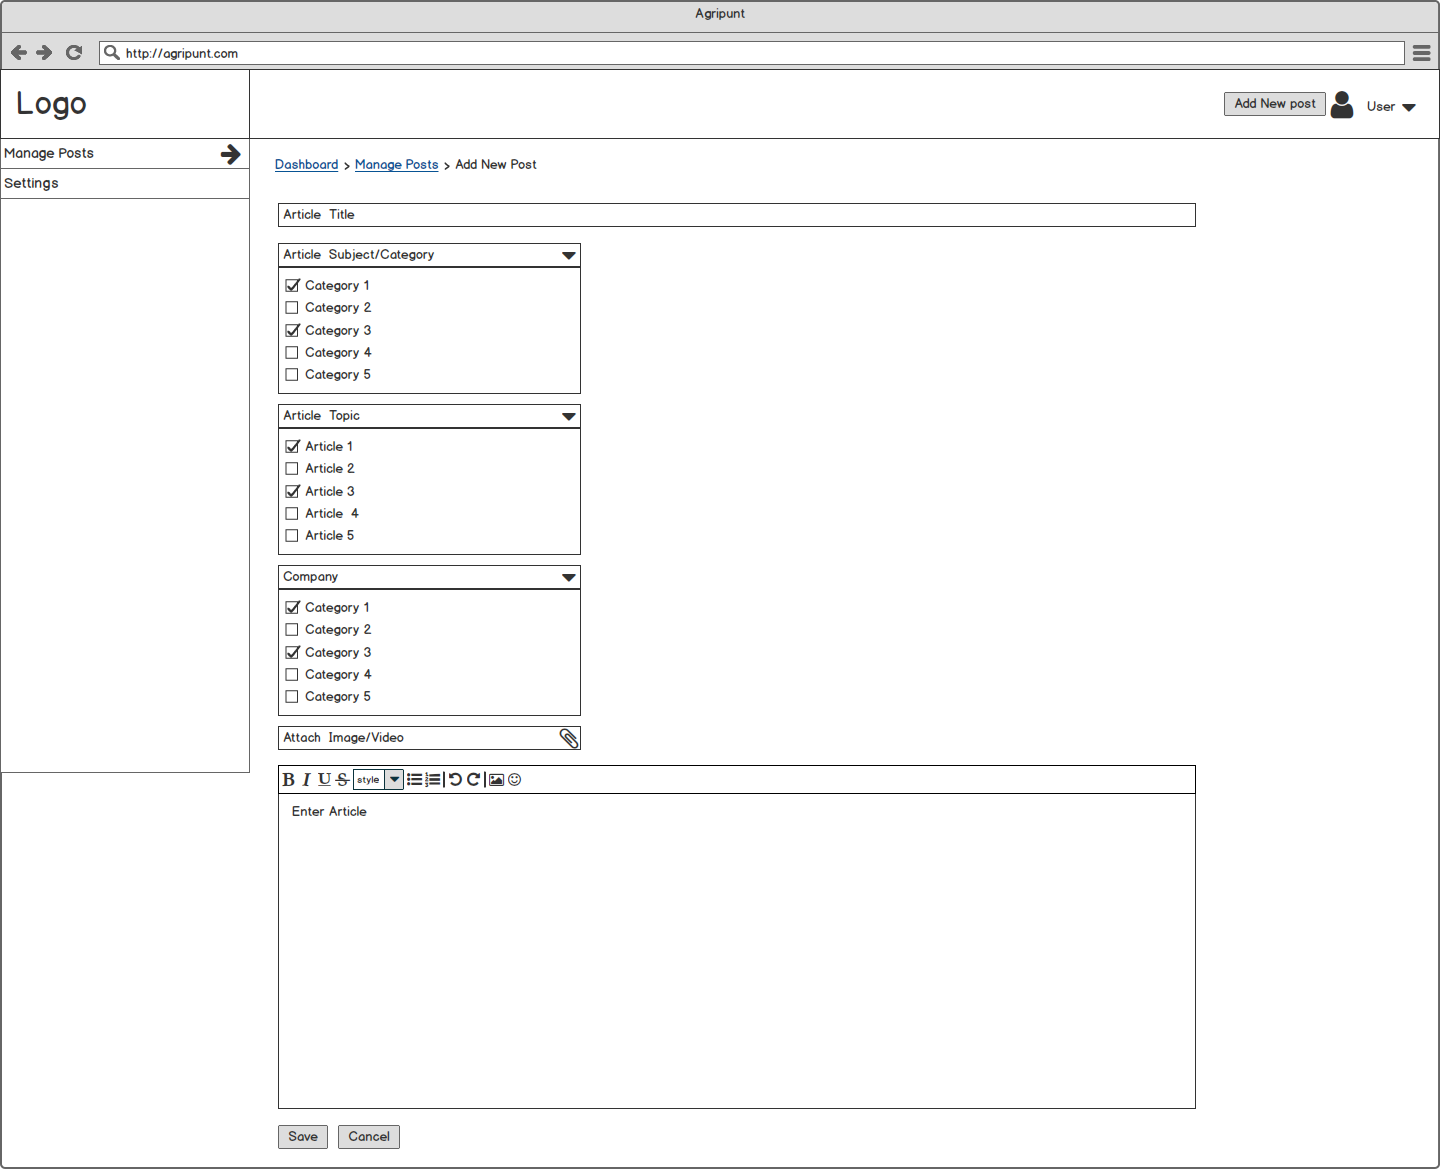 Agripunt
http://agripunt.com
Logo
Add New post
User
Manage Posts
Settings
Dashboard > Manage Posts > Add New Post
Article Title
Article Subject/Category
Category 1
Category 2
Category 3
Category 4
Category 5
Article Topic
Article 1
Article 2
Article 3
Article 4
Article 5
Company
Category 1
Category 2
Category 3
Category 4
Category 5
Attach Image/Video
B I U S style
Enter Article
Save Cancel